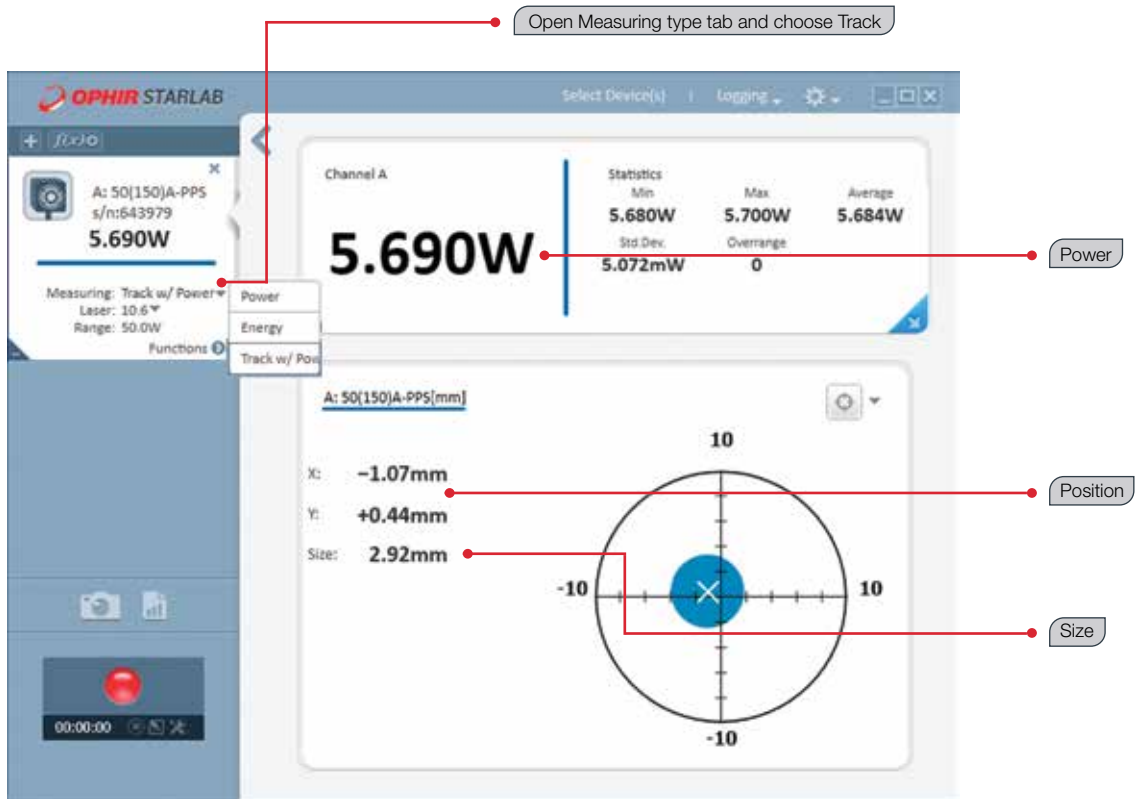 Open Measuring type tab and choose Track
OPHIR STARLAB
Select Device(s) | Logging
f(x)
A: 50(150)A-PPS
s/n:643979
5.690W
Measuring: Track w/ Power
Laser: 10.6
Range: 50.0W
Functions
Power
Energy
Track w/ Pow
Channel A
5.690W
Statistics
Min Max Average
5.680W 5.700W 5.684W
Std.Dev. Overrange
5.072mW 0
Power
A: 50(150)A-PPS[mm]
X: −1.07mm
Y: +0.44mm
Size: 2.92mm
10
-10
10
-10
Position
Size
00:00:00